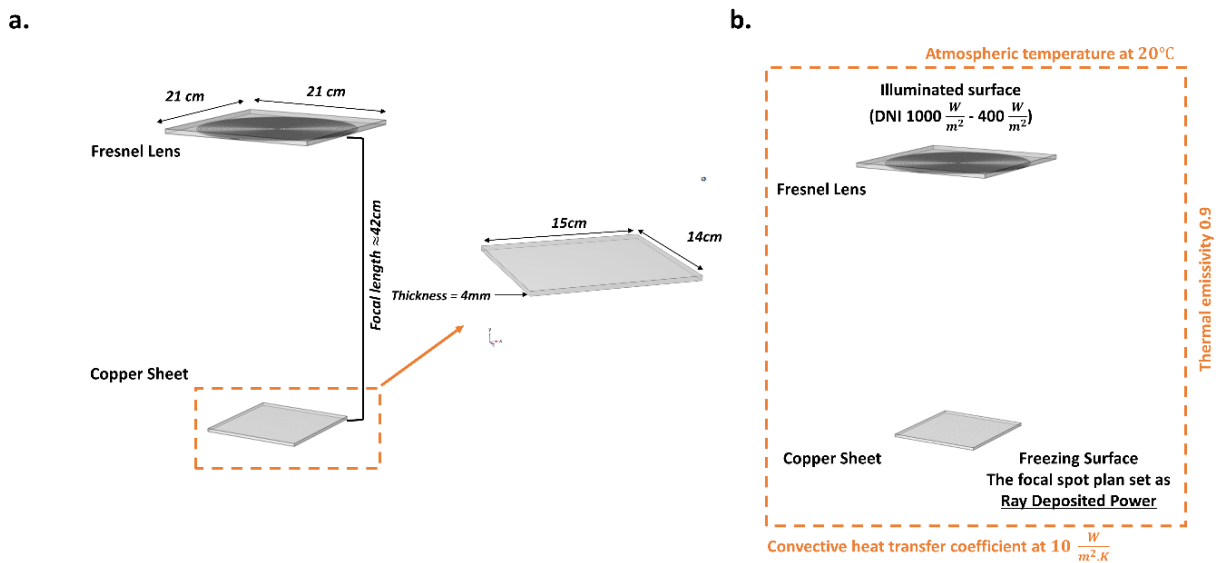 a.
21 cm
21 cm
Fresnel Lens
Focal length ≈42cm
15cm
14cm
Thickness = 4mm
Copper Sheet
b.
Atmospheric temperature at 20℃
Illuminated surface
(DNI 1000 W/m² - 400 W/m²)
Fresnel Lens
Thermal emissivity 0.9
Copper Sheet
Freezing Surface
The focal spot plan set as
Ray Deposited Power
Convective heat transfer coefficient at 10 W/m².K